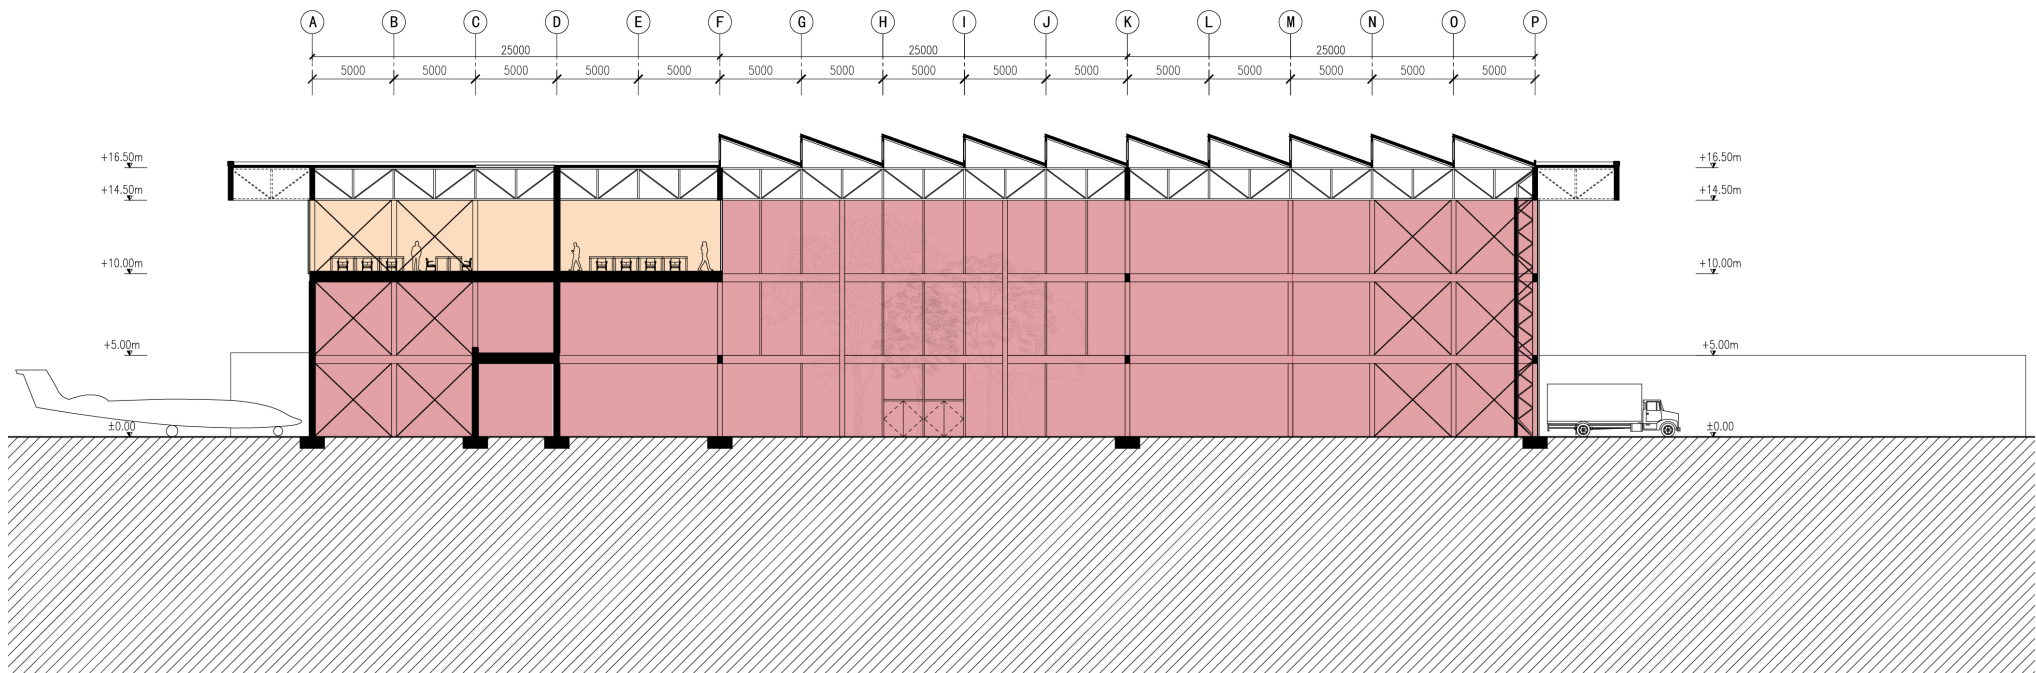 A B C D E F G H I J K L M N O P
25000 25000 25000
5000 5000 5000 5000 5000 5000 5000 5000 5000 5000 5000 5000 5000 5000 5000
+16.50m +16.50m
+14.50m +14.50m
+10.00m +10.00m
+5.00m +5.00m
±0.00 ±0.00